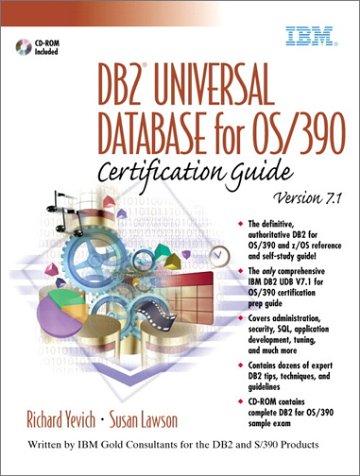 CD-ROM
Included
IBM
DB2® UNIVERSAL
DATABASE for OS/390
Certification Guide
Version 7.1
The definitive,
authoritative DB2 for
OS/390 and z/OS reference
and self-study guide!
The only comprehensive
IBM DB2 UDB V7.1 for
OS/390 certification
prep guide
Covers administration,
security, SQL, application
development, tuning,
and much more
Contains dozens of expert
DB2 tips, techniques, and
guidelines
CD-ROM contains
complete DB2 for OS/390
sample exam
Richard Yevich • Susan Lawson
Written by IBM Gold Consultants for the DB2 and S/390 Products